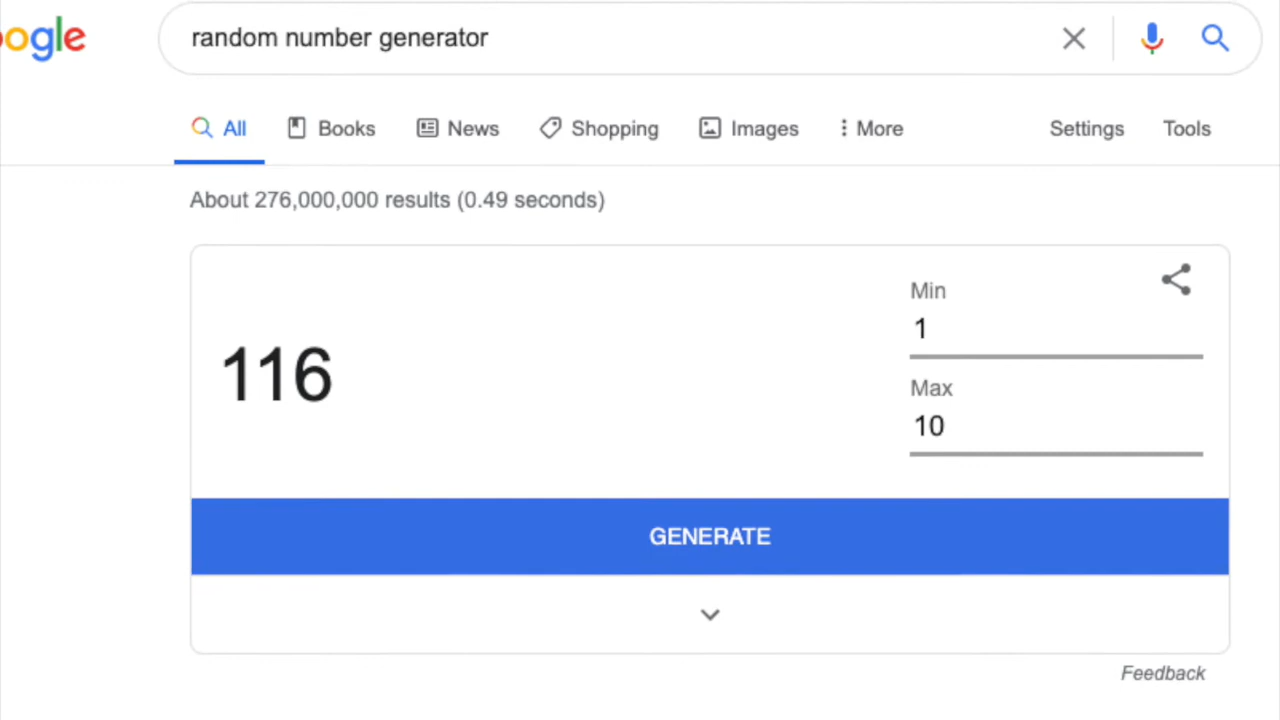 oogle
random number generator
All Books News Shopping Images More Settings Tools
About 276,000,000 results (0.49 seconds)
Min
1
116
Max
10
GENERATE
Feedback